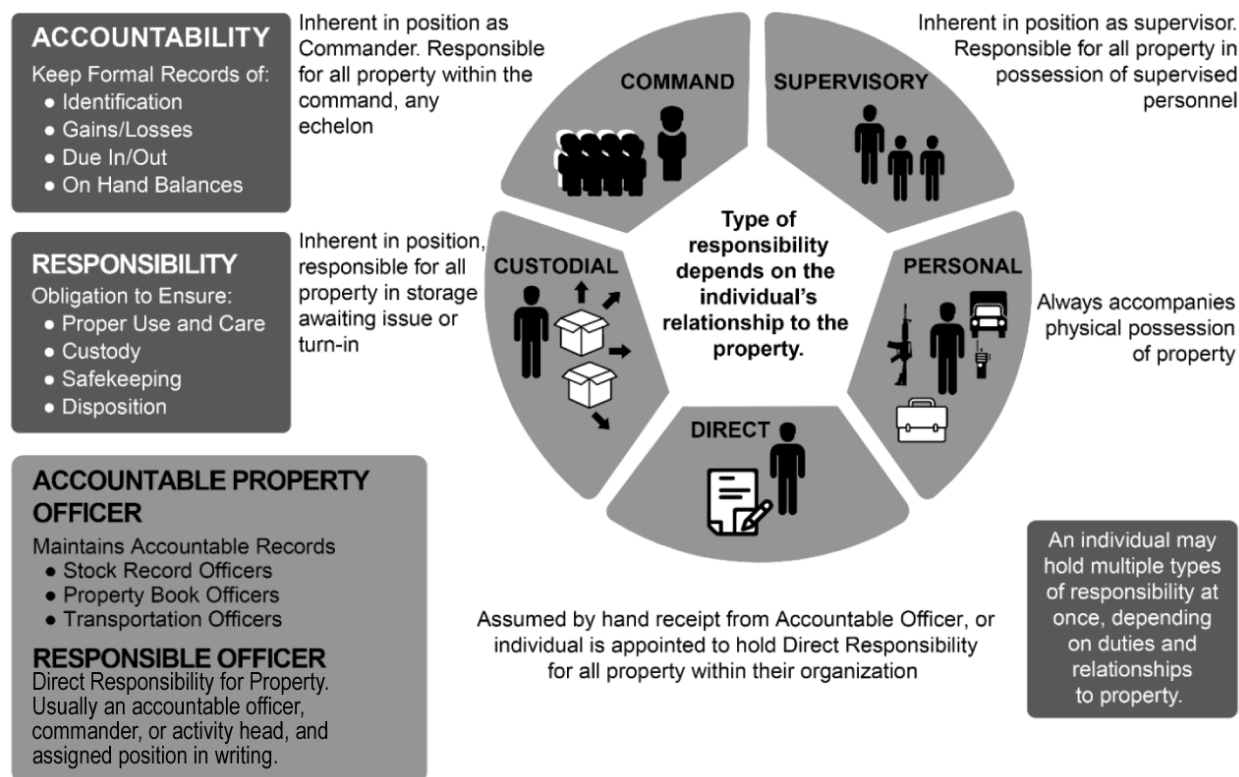 ACCOUNTABILITY
Keep Formal Records of:
● Identification
● Gains/Losses
● Due In/Out
● On Hand Balances
Inherent in position as
Commander. Responsible
for all property within the
command, any
echelon
COMMAND
SUPERVISORY
Inherent in position as supervisor.
Responsible for all property in
possession of supervised
personnel
RESPONSIBILITY
Obligation to Ensure:
● Proper Use and Care
● Custody
● Safekeeping
● Disposition
Inherent in position,
responsible for all
property in storage
awaiting issue or
turn-in
CUSTODIAL
Type of
responsibility
depends on the
individual's
relationship to the
property.
PERSONAL
Always accompanies
physical possession
of property
DIRECT
ACCOUNTABLE PROPERTY
OFFICER
Maintains Accountable Records
● Stock Record Officers
● Property Book Officers
● Transportation Officers
RESPONSIBLE OFFICER
Direct Responsibility for Property.
Usually an accountable officer,
commander, or activity head, and
assigned position in writing.
Assumed by hand receipt from Accountable Officer, or
individual is appointed to hold Direct Responsibility
for all property within their organization
An individual may
hold multiple types
of responsibility at
once, depending
on duties and
relationships
to property.